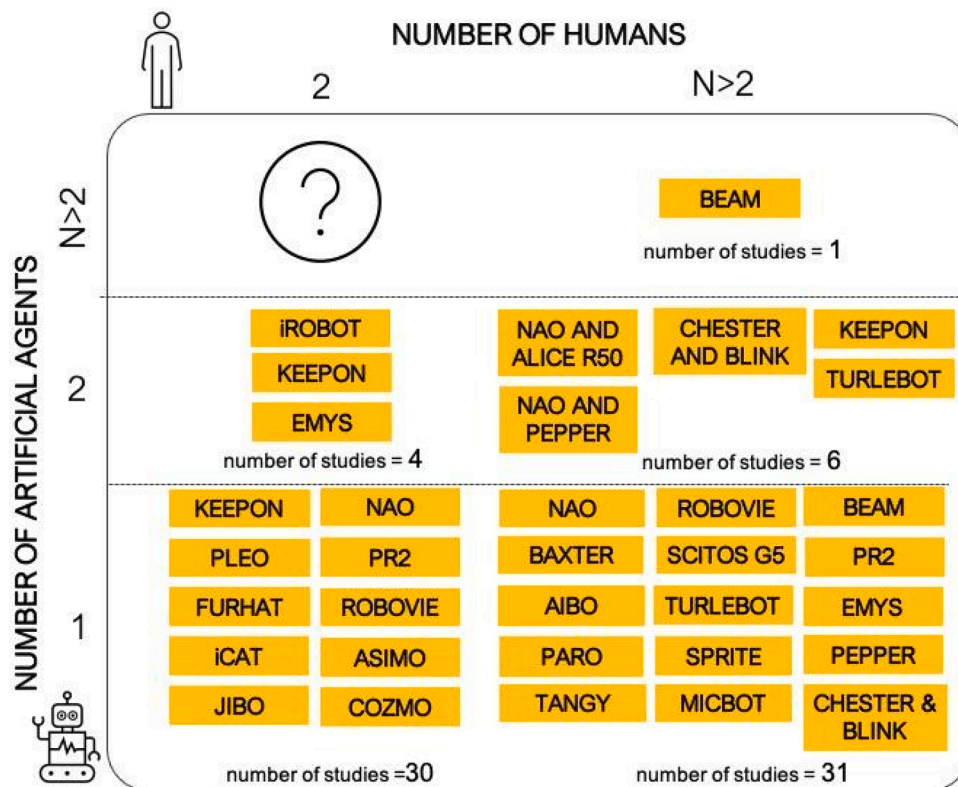 NUMBER OF HUMANS
2
N>2
NUMBER OF ARTIFICIAL AGENTS
N>2
?
BEAM
number of studies = 1
2
iROBOT
KEEPON
EMYS
number of studies = 4
NAO AND
ALICE R50
CHESTER
AND BLINK
KEEPON
TURLEBOT
NAO AND
PEPPER
number of studies = 6
1
KEEPON
NAO
PLEO
PR2
FURHAT
ROBOVIE
iCAT
ASIMO
JIBO
COZMO
number of studies =30
NAO
ROBOVIE
BEAM
BAXTER
SCITOS G5
PR2
AIBO
TURLEBOT
EMYS
PARO
SPRITE
PEPPER
TANGY
MICBOT
CHESTER &
BLINK
number of studies = 31